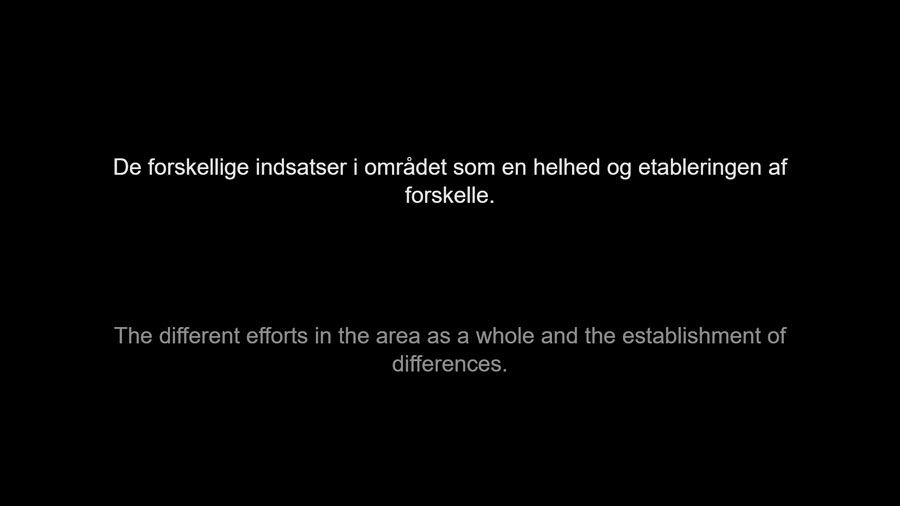 De forskellige indsatser i området som en helhed og etableringen af
forskelle.
The different efforts in the area as a whole and the establishment of
differences.